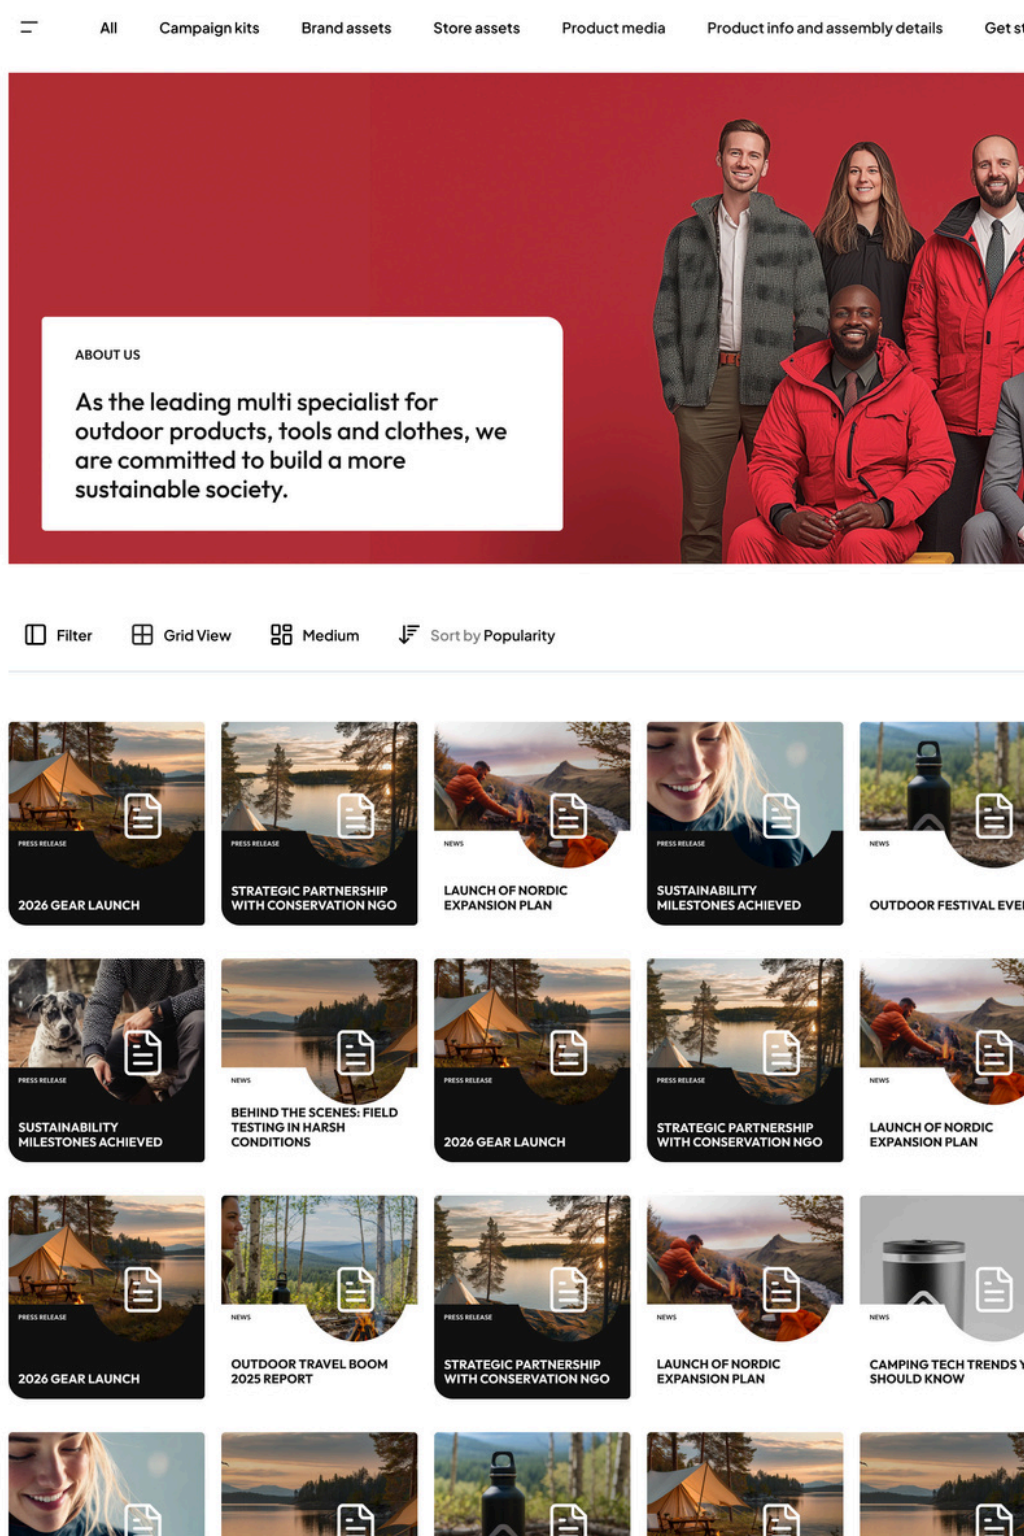 All Campaign kits Brand assets Store assets Product media Product info and assembly details Get
ABOUT US
As the leading multi specialist for
outdoor products, tools and clothes, we
are committed to build a more
sustainable society.
Filter Grid View Medium Sort by Popularity
PRESS RELEASE
2026 GEAR LAUNCH
PRESS RELEASE
STRATEGIC PARTNERSHIP
WITH CONSERVATION NGO
NEWS
LAUNCH OF NORDIC
EXPANSION PLAN
PRESS RELEASE
SUSTAINABILITY
MILESTONES ACHIEVED
NEWS
OUTDOOR FESTIVAL
PRESS RELEASE
SUSTAINABILITY
MILESTONES ACHIEVED
NEWS
BEHIND THE SCENES: FIELD
TESTING IN HARSH
CONDITIONS
PRESS RELEASE
2026 GEAR LAUNCH
PRESS RELEASE
STRATEGIC PARTNERSHIP
WITH CONSERVATION NGO
NEWS
LAUNCH OF NORDIC
EXPANSION PLAN
PRESS RELEASE
2026 GEAR LAUNCH
NEWS
OUTDOOR TRAVEL BOOM
2025 REPORT
PRESS RELEASE
STRATEGIC PARTNERSHIP
WITH CONSERVATION NGO
NEWS
LAUNCH OF NORDIC
EXPANSION PLAN
NEWS
CAMPING TECH TRENDS
SHOULD KNOW